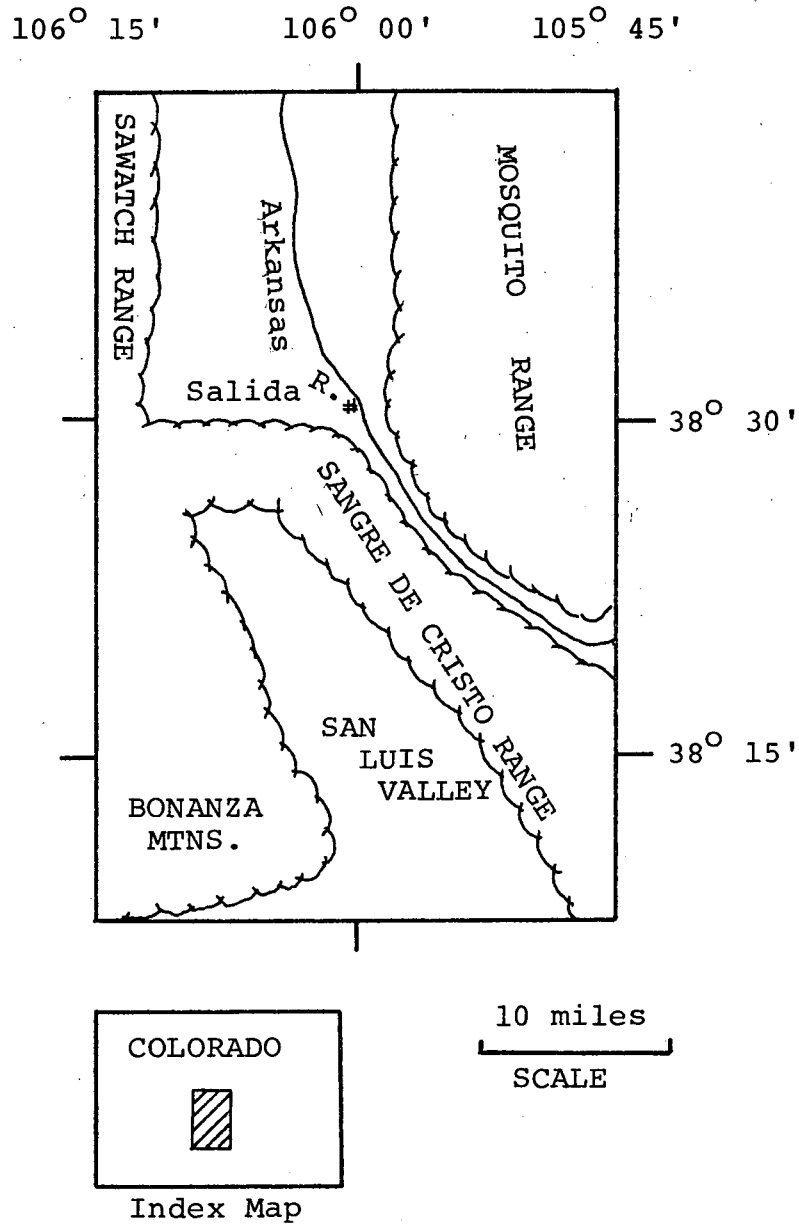 106° 15' 106° 00' 105° 45'
SAWATCH RANGE
Arkansas R.
MOSQUITO RANGE
Salida
38° 30'
SANGRE DE CRISTO RANGE
SAN
LUIS
VALLEY
38° 15'
BONANZA
MTNS.
10 miles
SCALE
COLORADO
Index Map